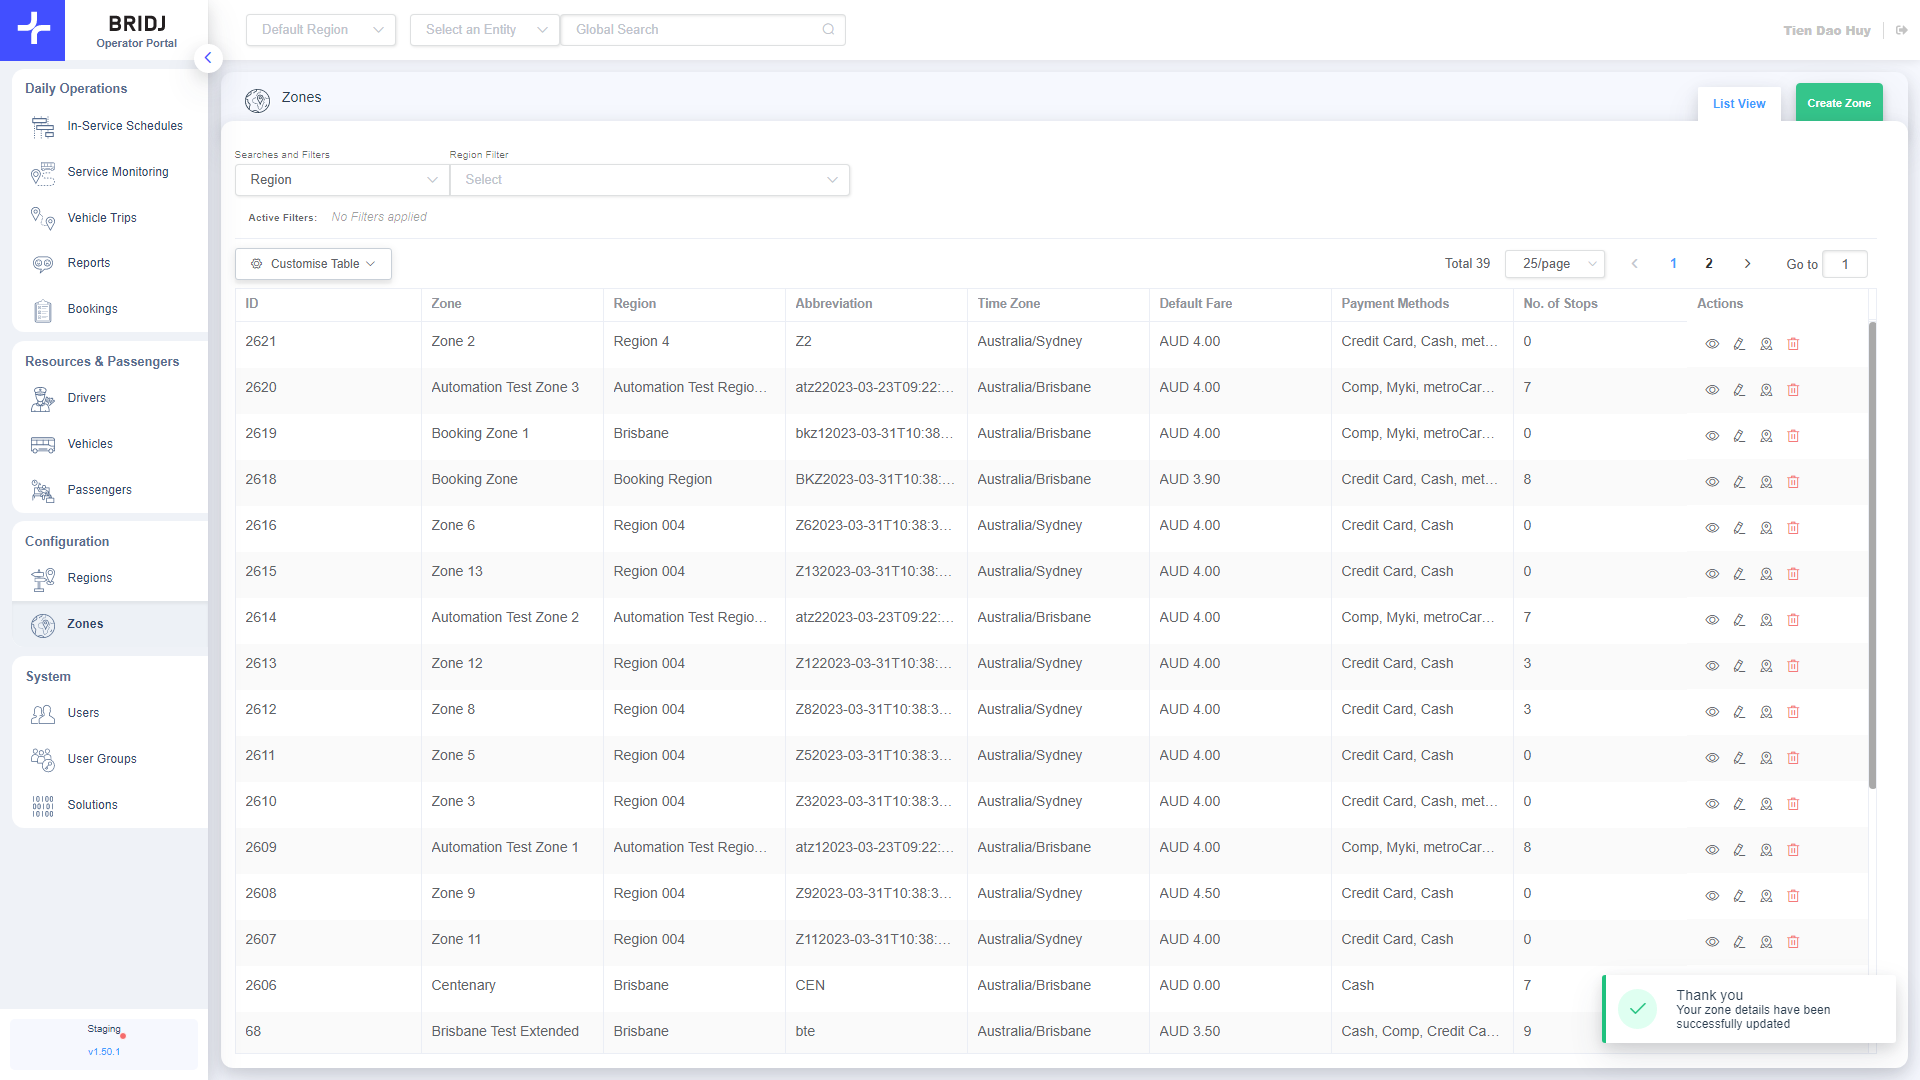 BRIDJ
Operator Portal
Default Region
Select an Entity
Global Search
Tien Dao Huy
Daily Operations
In-Service Schedules
Service Monitoring
Vehicle Trips
Reports
Bookings
Resources & Passengers
Drivers
Vehicles
Passengers
Configuration
Regions
Zones
System
Users
User Groups
Solutions
Staging
v1.50.1
Zones
List View
Create Zone
Searches and Filters
Region Filter
Region
Select
Active Filters: No Filters applied
Customise Table
Total 39 25/page 1 2 Go to 1
ID Zone Region Abbreviation Time Zone Default Fare Payment Methods No. of Stops Actions
2621 Zone 2 Region 4 Z2 Australia/Sydney AUD 4.00 Credit Card, Cash, met... 0
2620 Automation Test Zone 3 Automation Test Regio... atz22023-03-23T09:22:... Australia/Brisbane AUD 4.00 Comp, Myki, metroCar... 7
2619 Booking Zone 1 Brisbane bkz12023-03-31T10:38... Australia/Brisbane AUD 4.00 Comp, Myki, metroCar... 0
2618 Booking Zone Booking Region BKZ2023-03-31T10:38:... Australia/Brisbane AUD 3.90 Credit Card, Cash, met... 8
2616 Zone 6 Region 004 Z62023-03-31T10:38:3... Australia/Sydney AUD 4.00 Credit Card, Cash 0
2615 Zone 13 Region 004 Z132023-03-31T10:38:... Australia/Sydney AUD 4.00 Credit Card, Cash 0
2614 Automation Test Zone 2 Automation Test Regio... atz22023-03-23T09:22:... Australia/Brisbane AUD 4.00 Comp, Myki, metroCar... 7
2613 Zone 12 Region 004 Z122023-03-31T10:38:... Australia/Sydney AUD 4.00 Credit Card, Cash 3
2612 Zone 8 Region 004 Z82023-03-31T10:38:3... Australia/Sydney AUD 4.00 Credit Card, Cash 3
2611 Zone 5 Region 004 Z52023-03-31T10:38:3... Australia/Sydney AUD 4.00 Credit Card, Cash 0
2610 Zone 3 Region 004 Z32023-03-31T10:38:3... Australia/Sydney AUD 4.00 Credit Card, Cash, met... 0
2609 Automation Test Zone 1 Automation Test Regio... atz12023-03-23T09:22:... Australia/Brisbane AUD 4.00 Comp, Myki, metroCar... 8
2608 Zone 9 Region 004 Z92023-03-31T10:38:3... Australia/Sydney AUD 4.50 Credit Card, Cash 0
2607 Zone 11 Region 004 Z112023-03-31T10:38:... Australia/Sydney AUD 4.00 Credit Card, Cash 0
2606 Centenary Brisbane CEN Australia/Brisbane AUD 0.00 Cash 7
68 Brisbane Test Extended Brisbane bte Australia/Brisbane AUD 3.50 Cash, Comp, Credit Ca... 9
Thank you
Your zone details have been
successfully updated